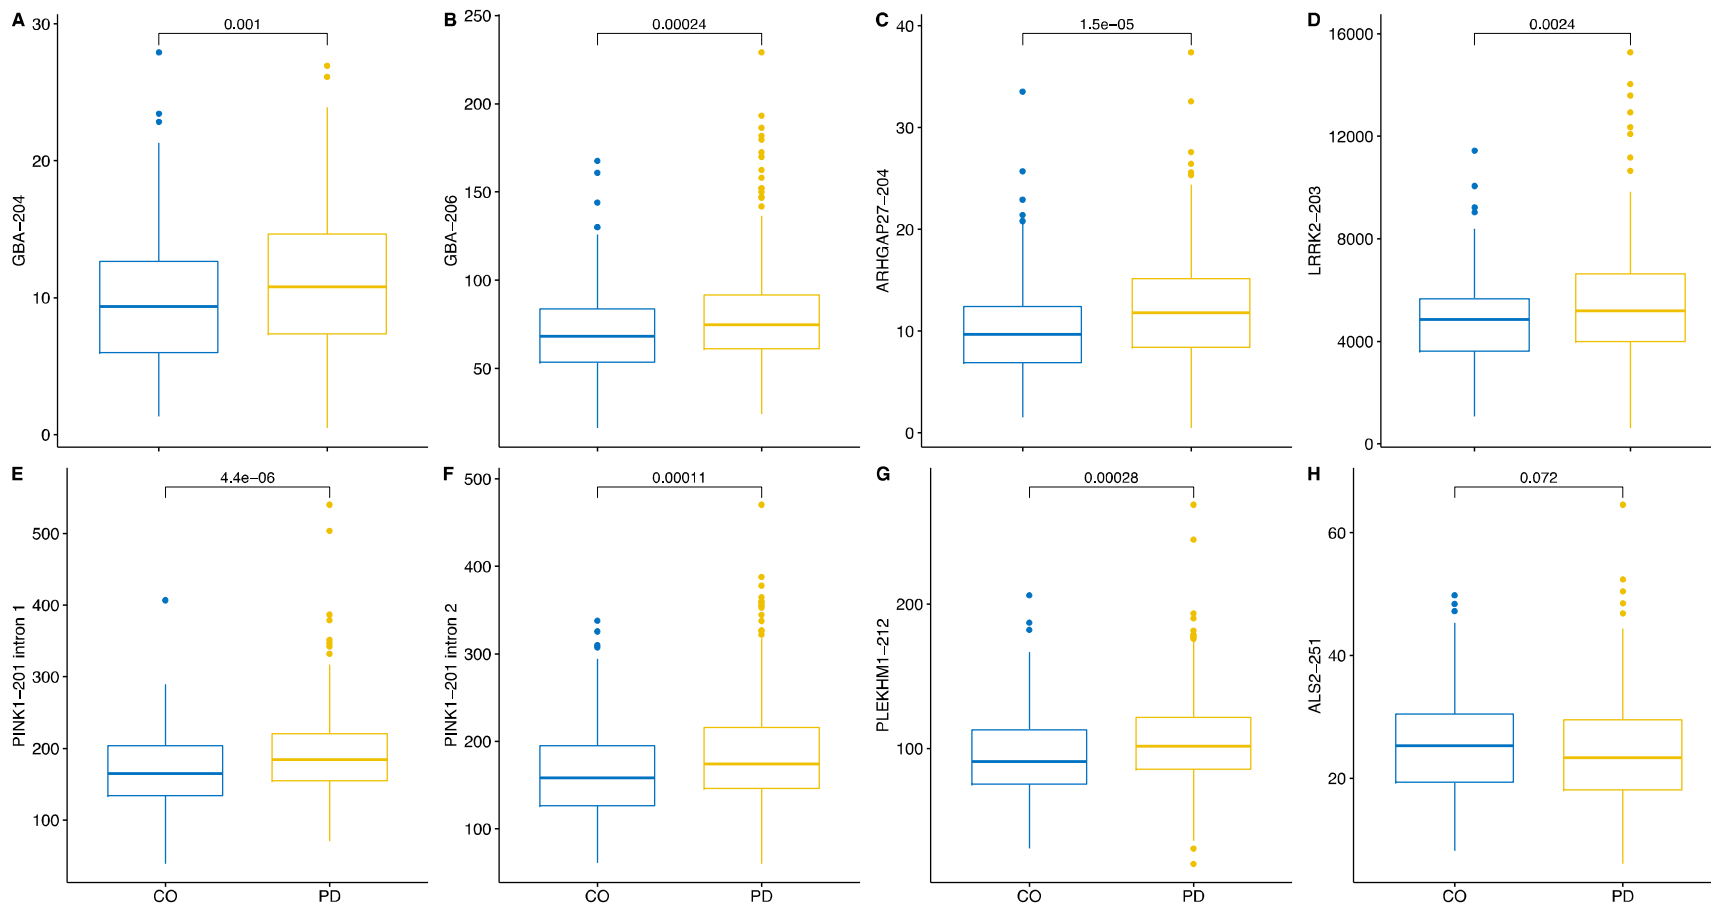 A
30
20
10
0
GBA−204
0.001
B
250
200
150
100
50
GBA−206
0.00024
C
40
30
20
10
0
ARHGAP27−204
1.5e−05
D
16000
12000
8000
4000
0
LRRK2−203
0.0024
E
500
400
300
200
100
PINK1−201 intron 1
4.4e−06
CO
PD
F
500
400
300
200
100
PINK1−201 intron 2
0.00011
CO
PD
G
200
100
PLEKHM1−212
0.00028
CO
PD
H
60
40
20
ALS2−251
0.072
CO
PD